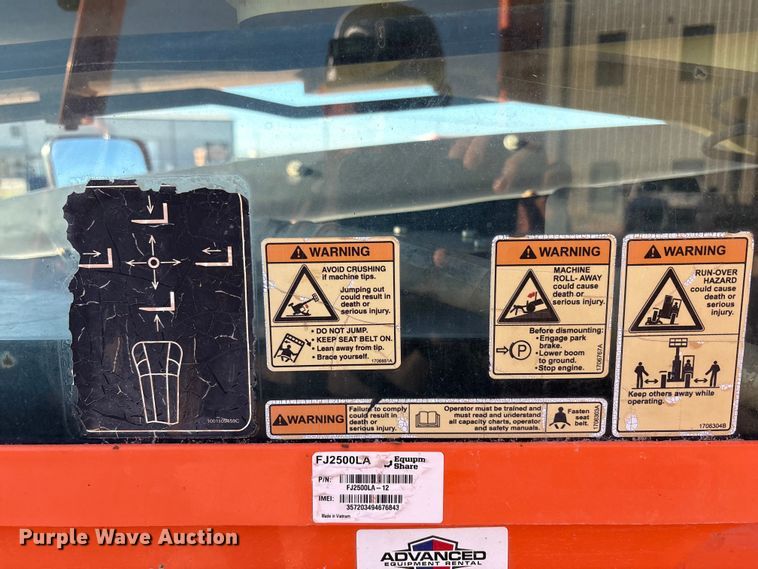 WARNING
AVOID CRUSHING
if machine tips.
Jumping out
could result in
death or
serious injury.
• DO NOT JUMP.
• KEEP SEAT BELT ON.
• Lean away from tip.
• Brace yourself.
1706851A
WARNING
MACHINE
ROLL- AWAY
could cause
death or
serious injury.
Before dismounting:
• Engage park
brake.
• Lower boom
to ground.
• Stop engine.
1706767A
WARNING
RUN-OVER
HAZARD
could cause
death or
serious
injury.
Keep others away while
operating.
1706304B
WARNING
Failure to comply
could result in
death or
serious injury.
Operator must be trained and
must read and understand
all capacity charts, operator
and safety manuals.
Fasten
seat
belt.
FJ2500LA
Equipm
Share
P/N:
FJ2500LA-12
IMEI:
357203494676843
Made in Vietnam
Purple Wave Auction
ADVANCED
EQUIPMENT RENTAL